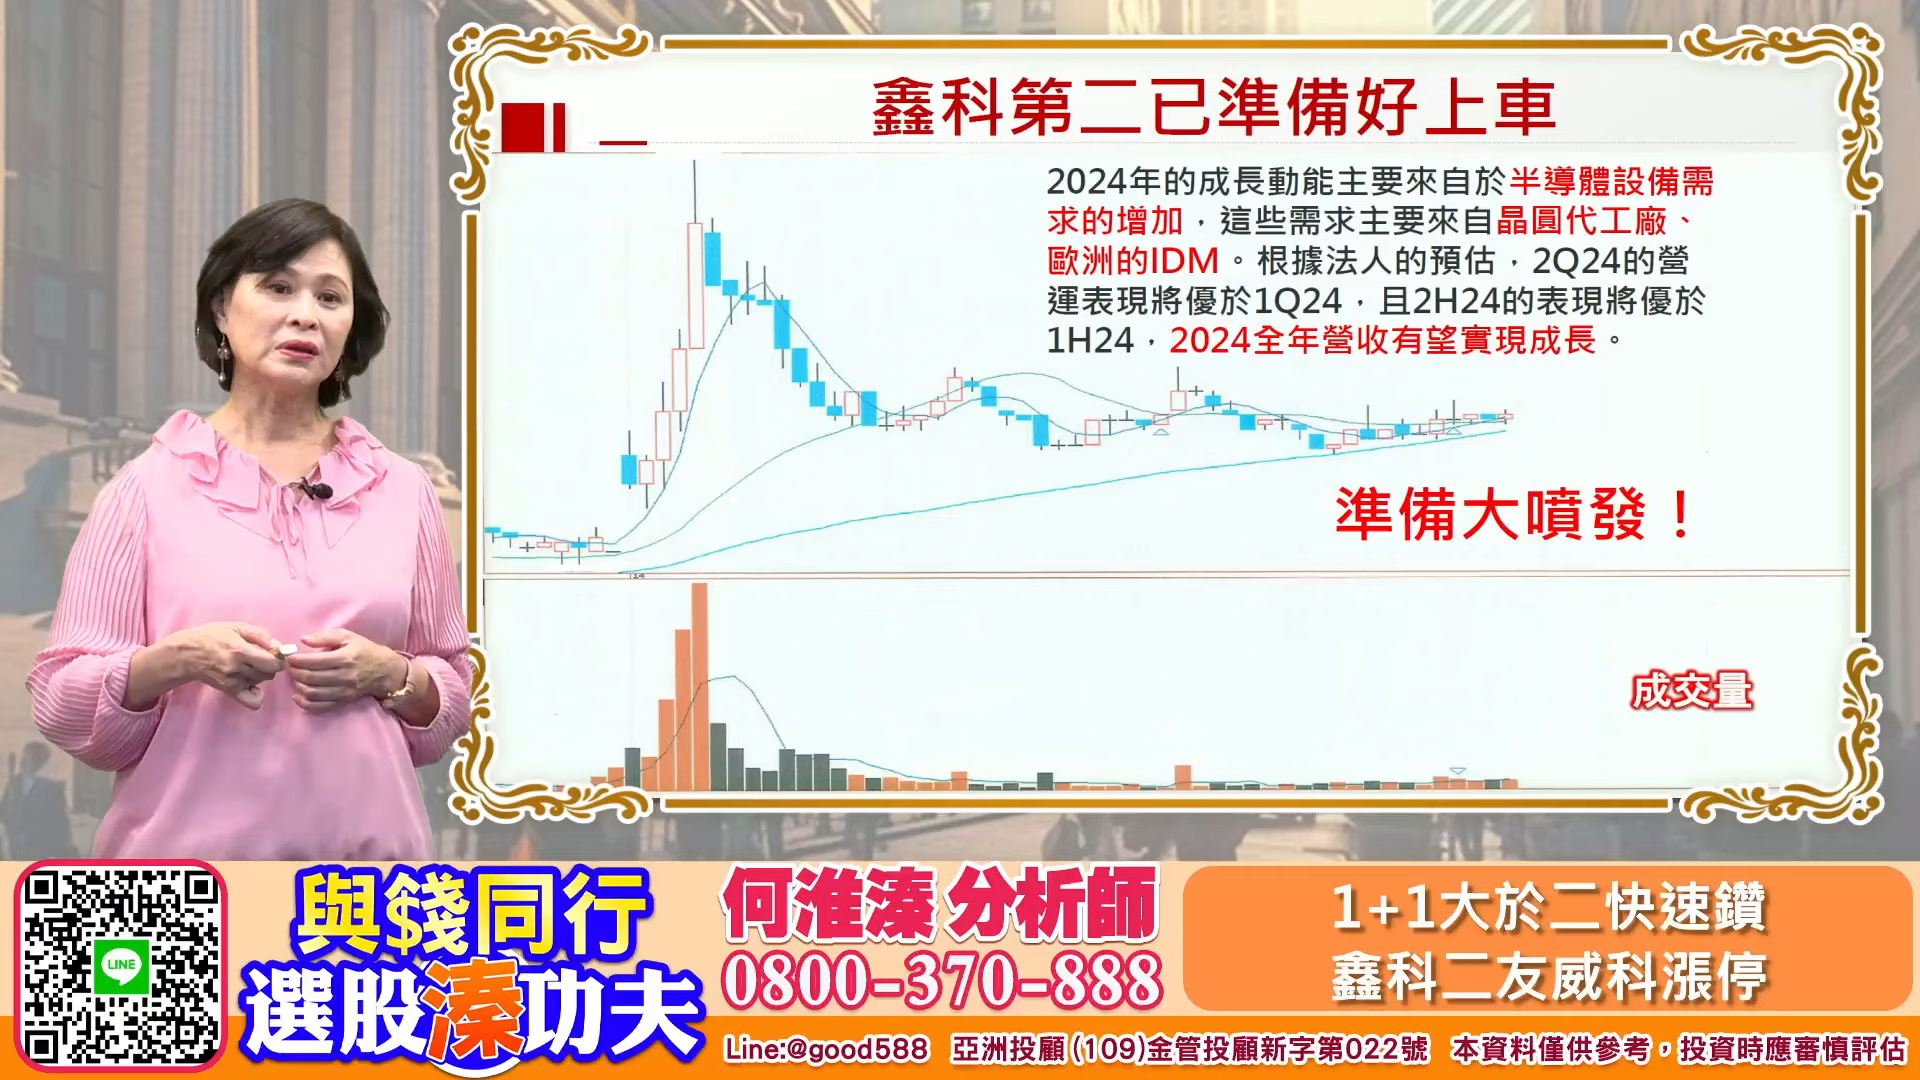 鑫科第二已準備好上車
2024年的成長動能主要來自於半導體設備需
求的增加，這些需求主要來自晶圓代工廠、
歐洲的IDM。根據法人的預估，2Q24的營
運表現將優於1Q24，且2H24的表現將優於
1H24，2024全年營收有望實現成長。
準備大噴發！
14
成交量
LINE
與錢同行
選股溱功夫
何淮溱 分析師
0800-370-888
1+1大於二快速鑽
鑫科二友威科漲停
Line:@good588 亞洲投顧(109)金管投顧新字第022號 本資料僅供參考，投資時應審慎評估